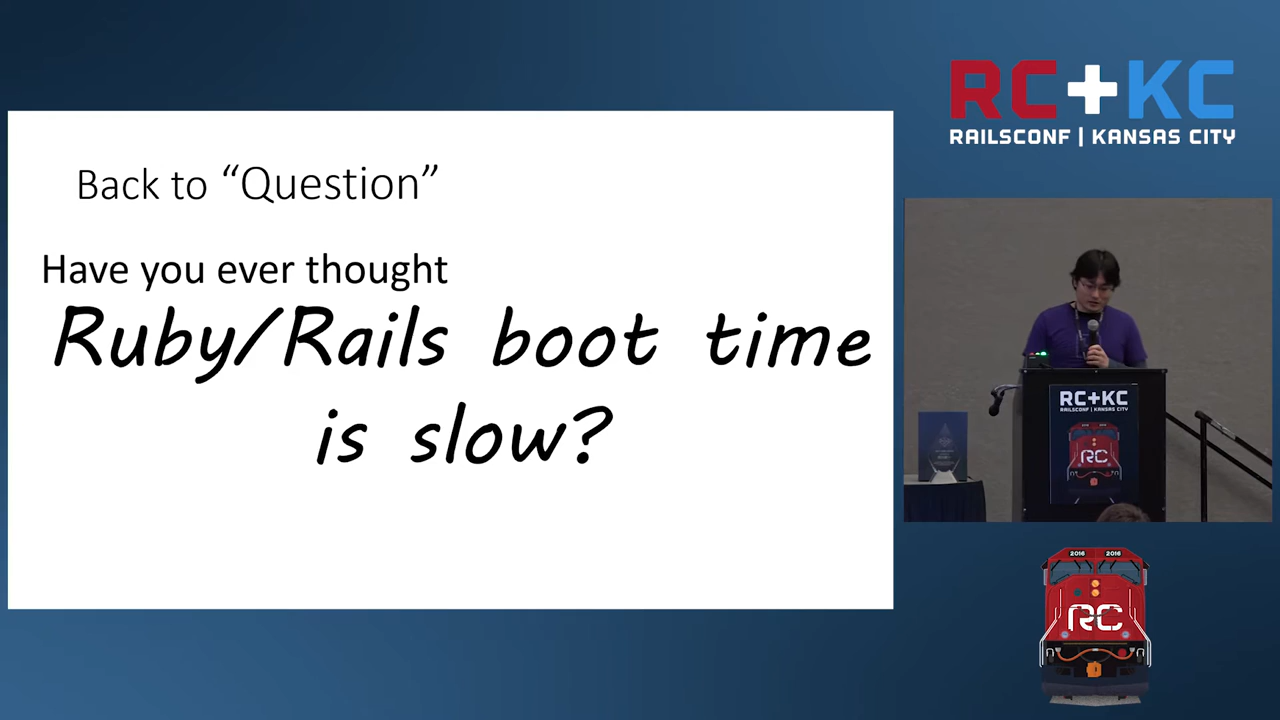 RC+KC
RAILSCONF | KANSAS CITY
Back to “Question”
Have you ever thought
Ruby/Rails boot time
is slow?
RC+KC
RAILSCONF | KANSAS CITY
RC
2016 2016
RC